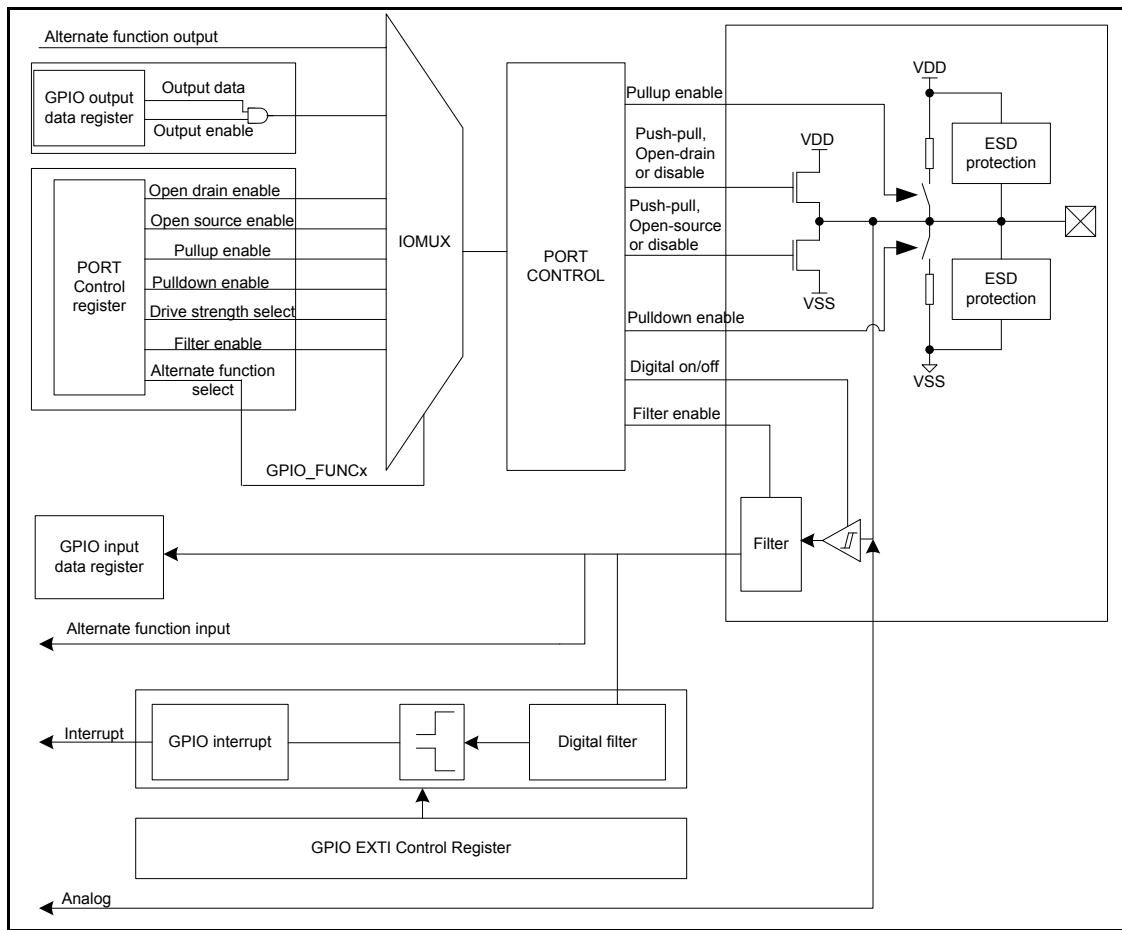 Alternate function output
GPIO output
data register
Output data
Output enable
PORT
Control
register
Open drain enable
Open source enable
Pullup enable
Pulldown enable
Drive strength select
Filter enable
Alternate function
select
GPIO_FUNCx
IOMUX
PORT
CONTROL
Pullup enable
Push-pull,
Open-drain
or disable
Push-pull,
Open-source
or disable
Pulldown enable
Digital on/off
Filter enable
VDD
VSS
VDD
ESD
protection
ESD
protection
VSS
Filter
GPIO input
data register
Alternate function input
Interrupt
GPIO interrupt
Digital filter
GPIO EXTI Control Register
Analog